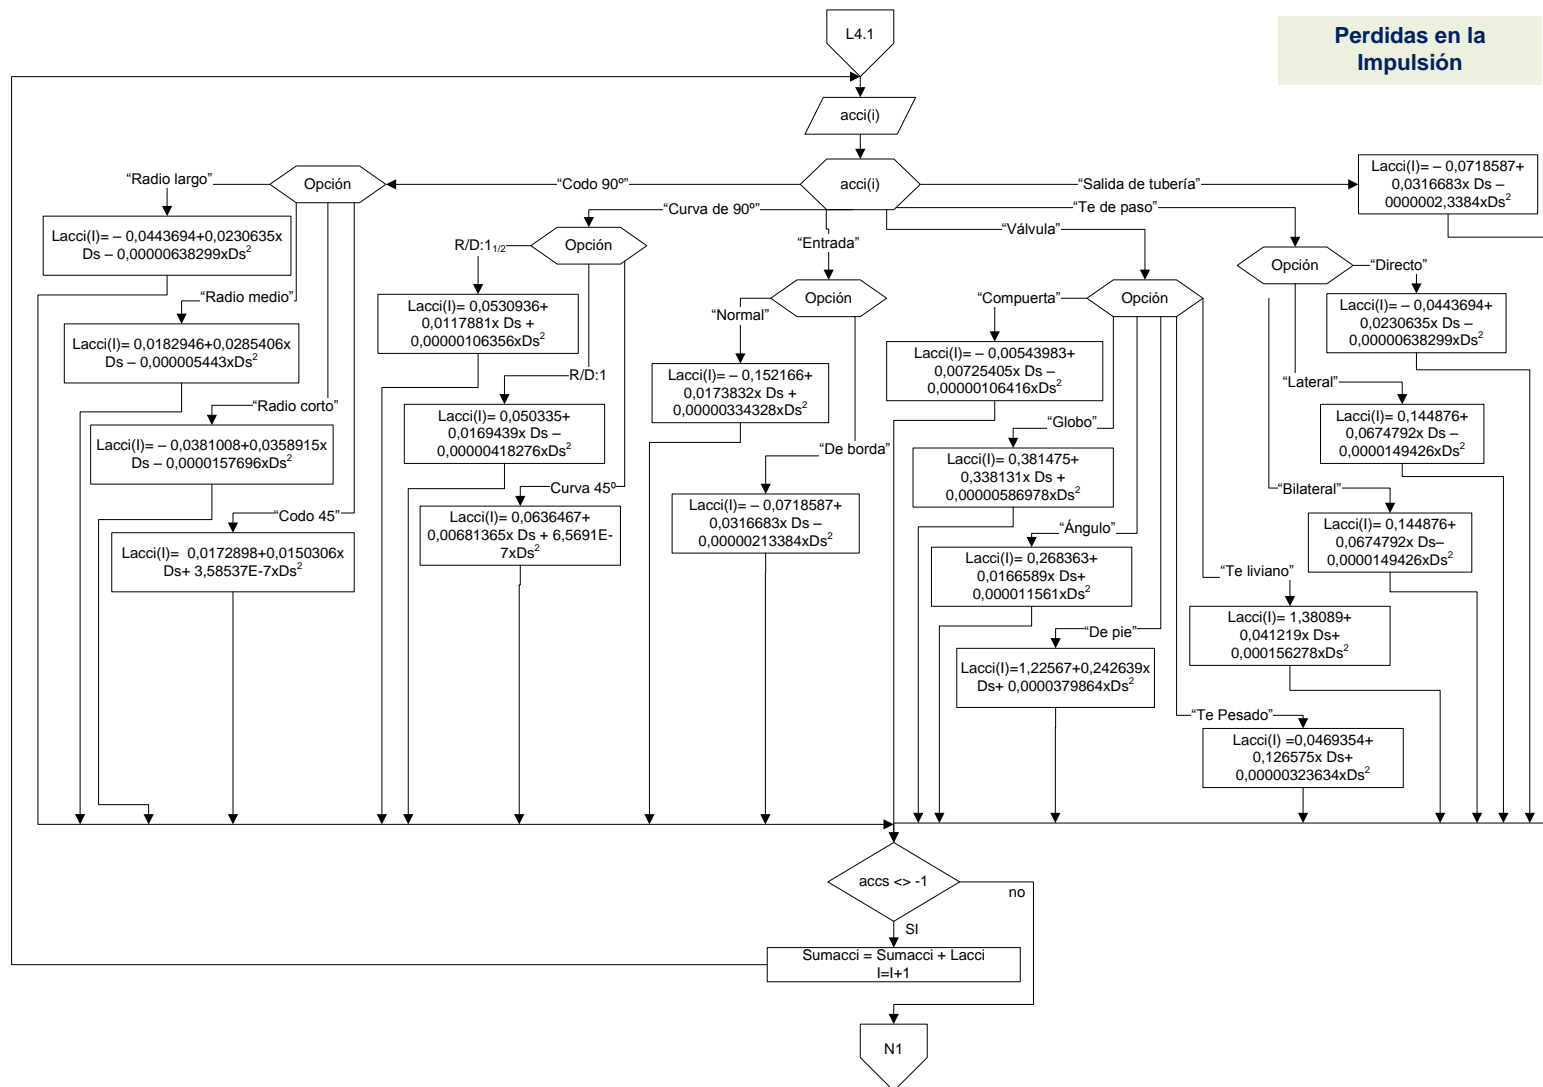 L4.1
Perdidas en la
Impulsión
acci(i)
acci(i)
“Codo 90º”
“Salida de tubería”
“Curva de 90º”
“Te de paso”
“Entrada”
“Válvula”
Lacci(I)= – 0,0718587+
0,0316683x Ds –
0000002,3384xDs²
Opción
“Radio largo”
Lacci(I)= – 0,0443694+0,0230635x
Ds – 0,00000638299xDs²
“Radio medio”
Lacci(I)= 0,0182946+0,0285406x
Ds – 0,000005443xDs²
“Radio corto”
Lacci(I)= – 0,0381008+0,0358915x
Ds – 0,0000157696xDs²
“Codo 45”
Lacci(I)= 0,0172898+0,0150306x
Ds+ 3,58537E-7xDs²
Opción
R/D:1 1/2
Lacci(I)= 0,0530936+
0,0117881x Ds +
0,00000106356xDs²
R/D:1
Lacci(I)= 0,050335+
0,0169439x Ds –
0,00000418276xDs²
Curva 45º
Lacci(I)= 0,0636467+
0,00681365x Ds + 6,5691E-
7xDs²
Opción
“Normal”
Lacci(I)= – 0,152166+
0,0173832x Ds +
0,00000334328xDs²
“De borda”
Lacci(I)= – 0,0718587+
0,0316683x Ds –
0,00000213384xDs²
Opción
“Compuerta”
Lacci(I)= – 0,00543983+
0,00725405x Ds –
0,00000106416xDs²
“Globo”
Lacci(I)= 0,381475+
0,338131x Ds +
0,00000586978xDs²
“Ángulo”
Lacci(I)= 0,268363+
0,0166589x Ds+
0,000011561xDs²
“De pie”
Lacci(I)=1,22567+0,242639x
Ds+ 0,0000379864xDs²
“Te liviano”
Lacci(I)= 1,38089+
0,041219x Ds+
0,000156278xDs²
“Te Pesado”
Lacci(I) =0,0469354+
0,126575x Ds+
0,00000323634xDs²
Opción
“Directo”
Lacci(I)= – 0,0443694+
0,0230635x Ds –
0,00000638299xDs²
“Lateral”
Lacci(I)= 0,144876+
0,0674792x Ds–
0,0000149426xDs²
“Bilateral”
Lacci(I)= 0,144876+
0,0674792x Ds–
0,0000149426xDs²
accs <> -1
no
SI
Sumacci = Sumacci + Lacci
I=I+1
N1